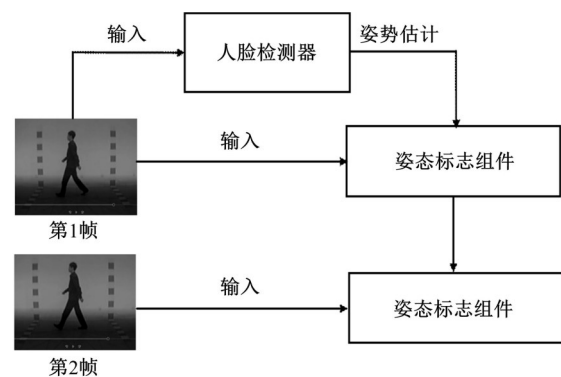 输入
人脸检测器
姿势估计
输入
姿态标志组件
第1帧
输入
姿态标志组件
第2帧